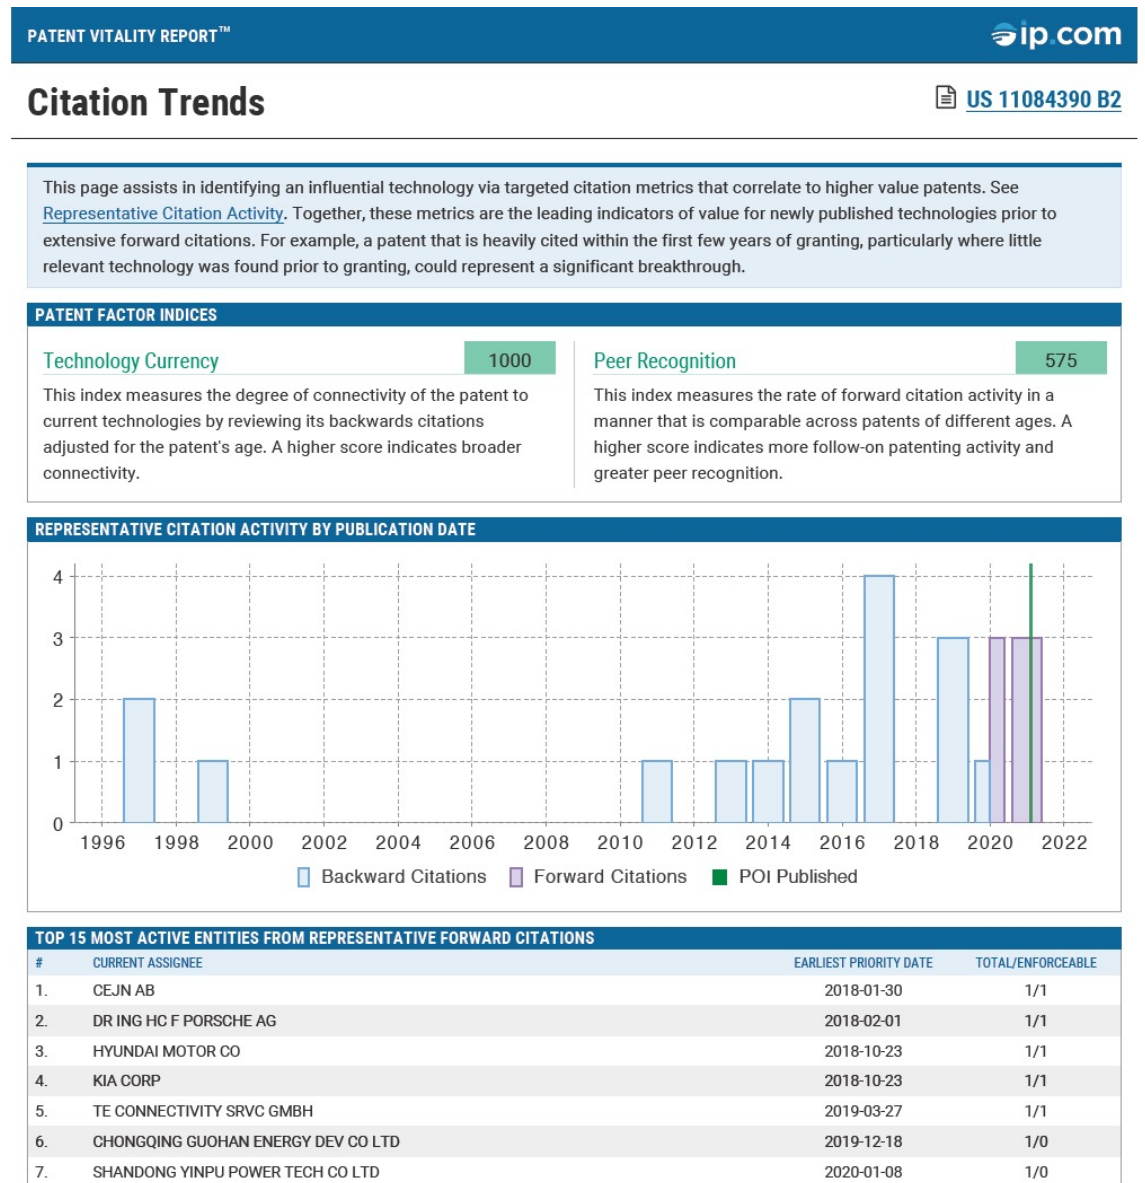 PATENT VITALITY REPORT™
ip.com
Citation Trends
US 11084390 B2
This page assists in identifying an influential technology via targeted citation metrics that correlate to higher value patents. See
Representative Citation Activity. Together, these metrics are the leading indicators of value for newly published technologies prior to
extensive forward citations. For example, a patent that is heavily cited within the first few years of granting, particularly where little
relevant technology was found prior to granting, could represent a significant breakthrough.
PATENT FACTOR INDICES
Technology Currency 1000
This index measures the degree of connectivity of the patent to
current technologies by reviewing its backwards citations
adjusted for the patent's age. A higher score indicates broader
connectivity.
Peer Recognition 575
This index measures the rate of forward citation activity in a
manner that is comparable across patents of different ages. A
higher score indicates more follow-on patenting activity and
greater peer recognition.
REPRESENTATIVE CITATION ACTIVITY BY PUBLICATION DATE
4
3
2
1
0
1996 1998 2000 2002 2004 2006 2008 2010 2012 2014 2016 2018 2020 2022
Backward Citations Forward Citations POI Published
TOP 15 MOST ACTIVE ENTITIES FROM REPRESENTATIVE FORWARD CITATIONS
# CURRENT ASSIGNEE EARLIEST PRIORITY DATE TOTAL/ENFORCEABLE
1. CEJN AB 2018-01-30 1/1
2. DR ING HC F PORSCHE AG 2018-02-01 1/1
3. HYUNDAI MOTOR CO 2018-10-23 1/1
4. KIA CORP 2018-10-23 1/1
5. TE CONNECTIVITY SRVC GMBH 2019-03-27 1/1
6. CHONGQING GUOHAN ENERGY DEV CO LTD 2019-12-18 1/0
7. SHANDONG YINPU POWER TECH CO LTD 2020-01-08 1/0